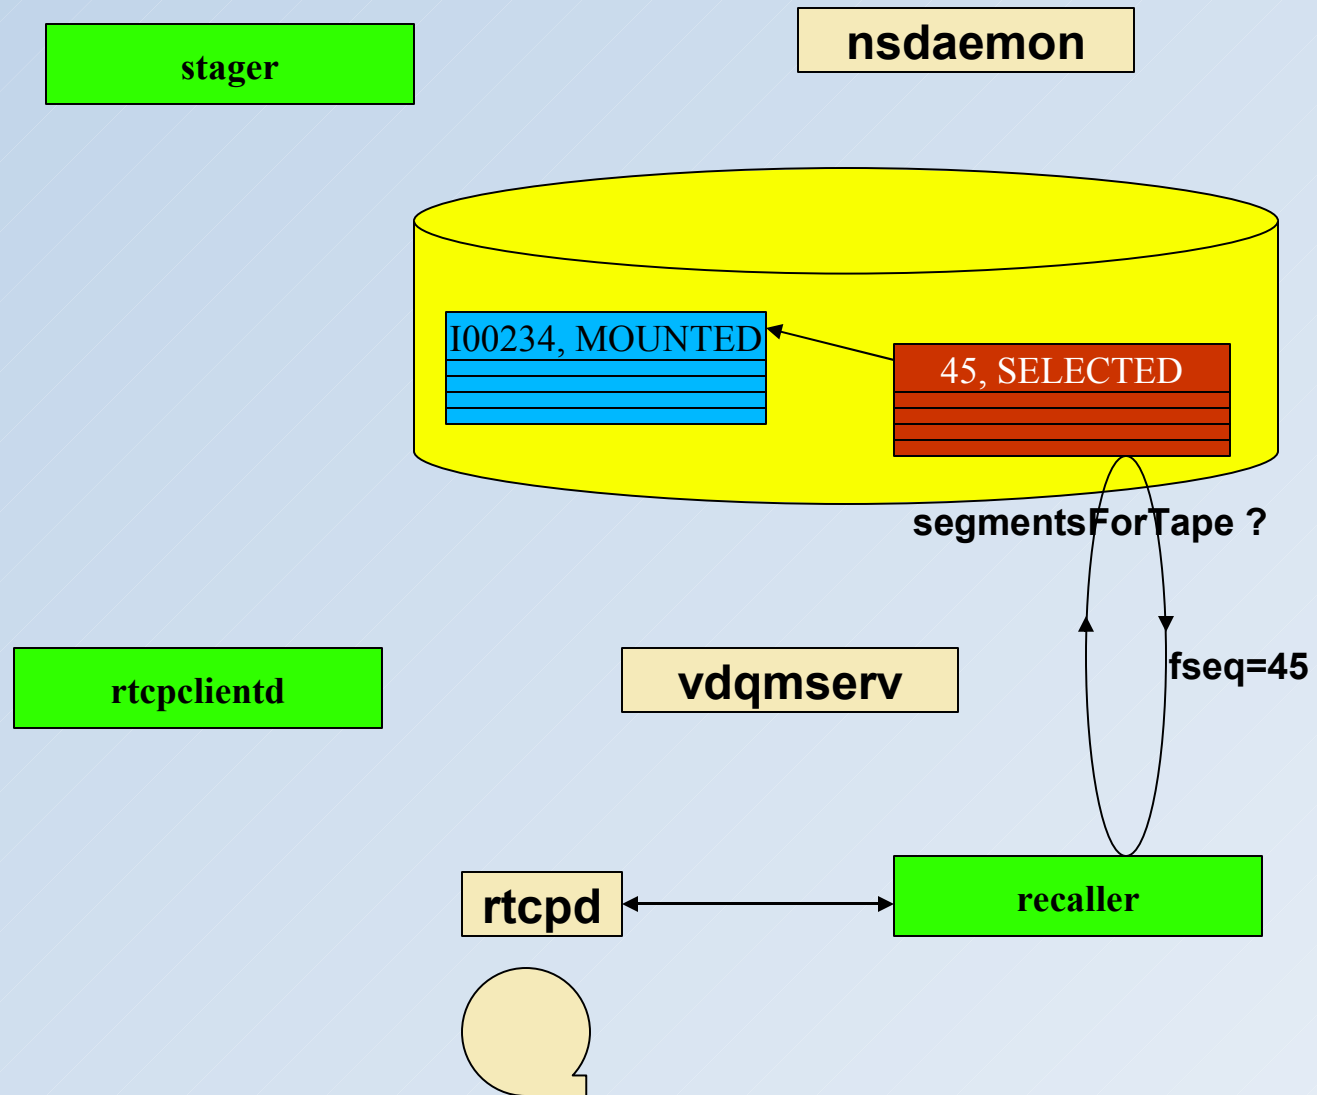 stager
nsdaemon
I00234, MOUNTED
45, SELECTED
segmentsForTape ?
fseq=45
rtcpclientd
vdqmserv
rtcpd
recaller